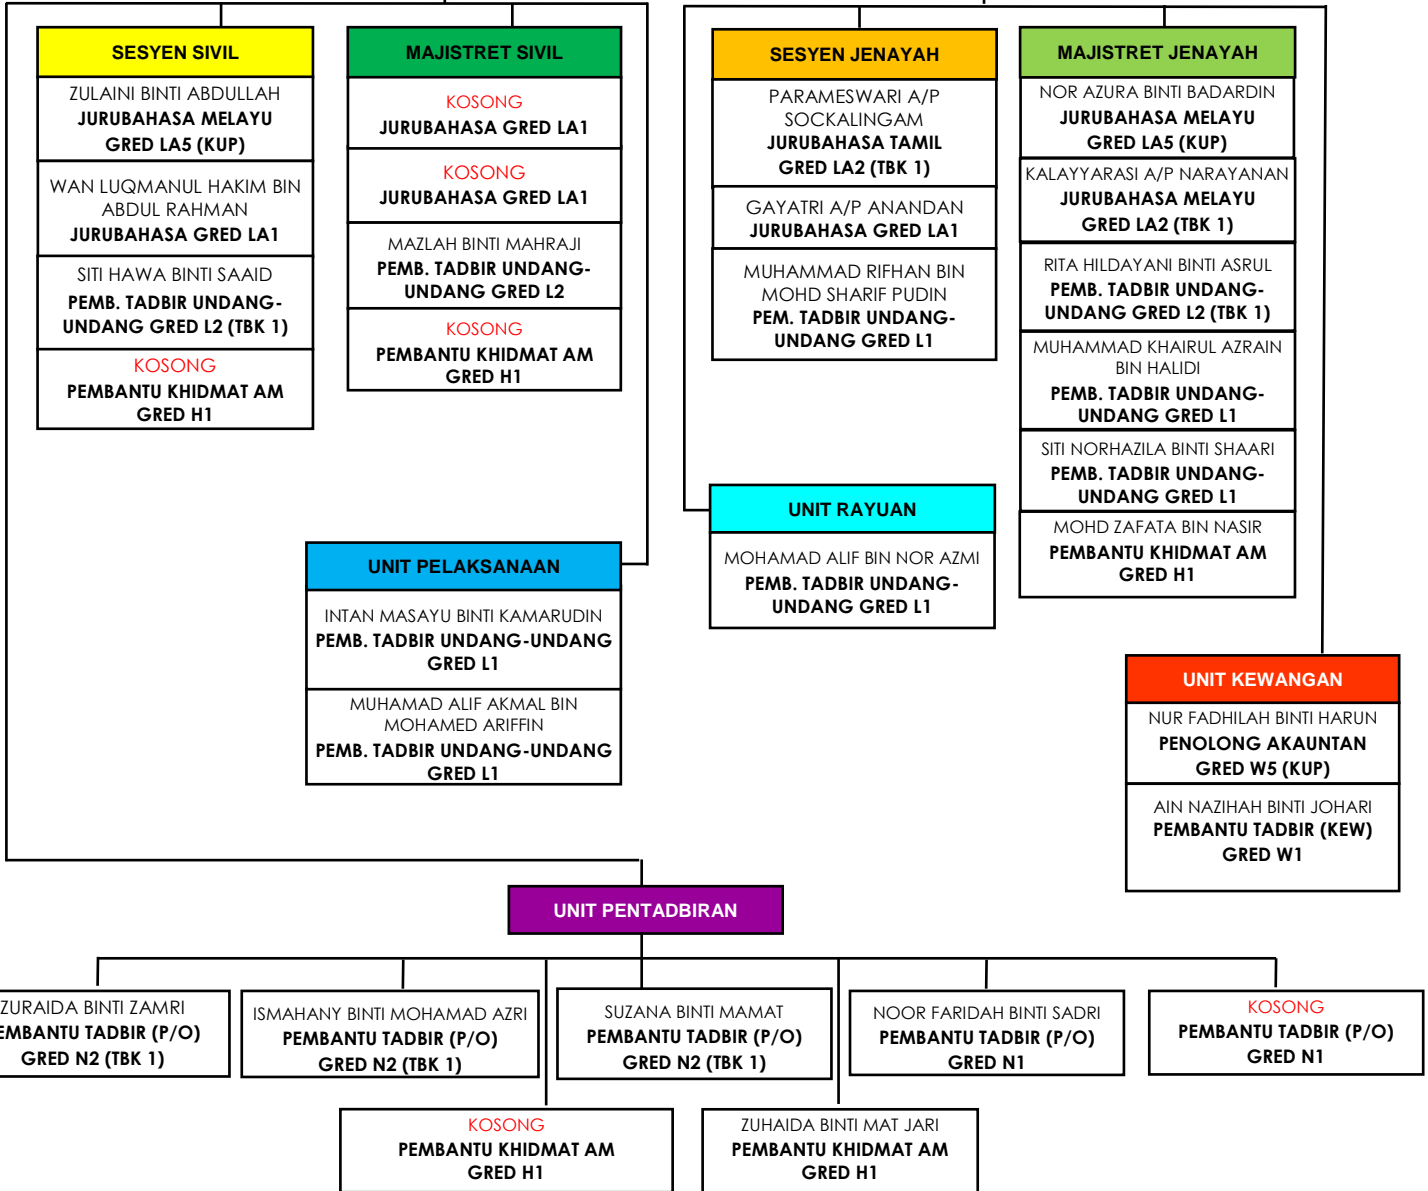 SESYEN SIVIL
ZULAINI BINTI ABDULLAH
JURUBAHASA MELAYU
GRED LA5 (KUP)
WAN LUQMANUL HAKIM BIN
ABDUL RAHMAN
JURUBAHASA GRED LA1
SITI HAWA BINTI SAAID
PEMB. TADBIR UNDANG-
UNDANG GRED L2 (TBK 1)
KOSONG
PEMBANTU KHIDMAT AM
GRED H1
MAJISTRET SIVIL
KOSONG
JURUBAHASA GRED LA1
KOSONG
JURUBAHASA GRED LA1
MAZLAH BINTI MAHRAJI
PEMB. TADBIR UNDANG-
UNDANG GRED L2
KOSONG
PEMBANTU KHIDMAT AM
GRED H1
SESYEN JENAYAH
PARAMESWARI A/P
SOCKALINGAM
JURUBAHASA TAMIL
GRED LA2 (TBK 1)
GAYATRI A/P ANANDAN
JURUBAHASA GRED LA1
MUHAMMAD RIFHAN BIN
MOHD SHARIF PUDIN
PEM. TADBIR UNDANG-
UNDANG GRED L1
MAJISTRET JENAYAH
NOR AZURA BINTI BADARDIN
JURUBAHASA MELAYU
GRED LA5 (KUP)
KALAYYARASI A/P NARAYANAN
JURUBAHASA MELAYU
GRED LA2 (TBK 1)
RITA HILDAYANI BINTI ASRUL
PEMB. TADBIR UNDANG-
UNDANG GRED L2 (TBK 1)
MUHAMMAD KHAIRUL AZRAIN
BIN HALIDI
PEMB. TADBIR UNDANG-
UNDANG GRED L1
SITI NORHAZILA BINTI SHAARI
PEMB. TADBIR UNDANG-
UNDANG GRED L1
MOHD ZAFATA BIN NASIR
PEMBANTU KHIDMAT AM
GRED H1
UNIT PELAKSANAAN
INTAN MASAYU BINTI KAMARUDIN
PEMB. TADBIR UNDANG-UNDANG
GRED L1
MUHAMAD ALIF AKMAL BIN
MOHAMED ARIFFIN
PEMB. TADBIR UNDANG-UNDANG
GRED L1
UNIT RAYUAN
MOHAMAD ALIF BIN NOR AZMI
PEMB. TADBIR UNDANG-
UNDANG GRED L1
UNIT KEWANGAN
NUR FADHILAH BINTI HARUN
PENOLONG AKAUNTAN
GRED W5 (KUP)
AIN NAZIHAH BINTI JOHARI
PEMBANTU TADBIR (KEW)
GRED W1
UNIT PENTADBIRAN
ZURAIDA BINTI ZAMRI
EMBANTU TADBIR (P/O)
GRED N2 (TBK 1)
ISMAHANY BINTI MOHAMAD AZRI
PEMBANTU TADBIR (P/O)
GRED N2 (TBK 1)
SUZANA BINTI MAMAT
PEMBANTU TADBIR (P/O)
GRED N2 (TBK 1)
NOOR FARIDAH BINTI SADRI
PEMBANTU TADBIR (P/O)
GRED N1
KOSONG
PEMBANTU TADBIR (P/O)
GRED N1
KOSONG
PEMBANTU KHIDMAT AM
GRED H1
ZUHAIDA BINTI MAT JARI
PEMBANTU KHIDMAT AM
GRED H1